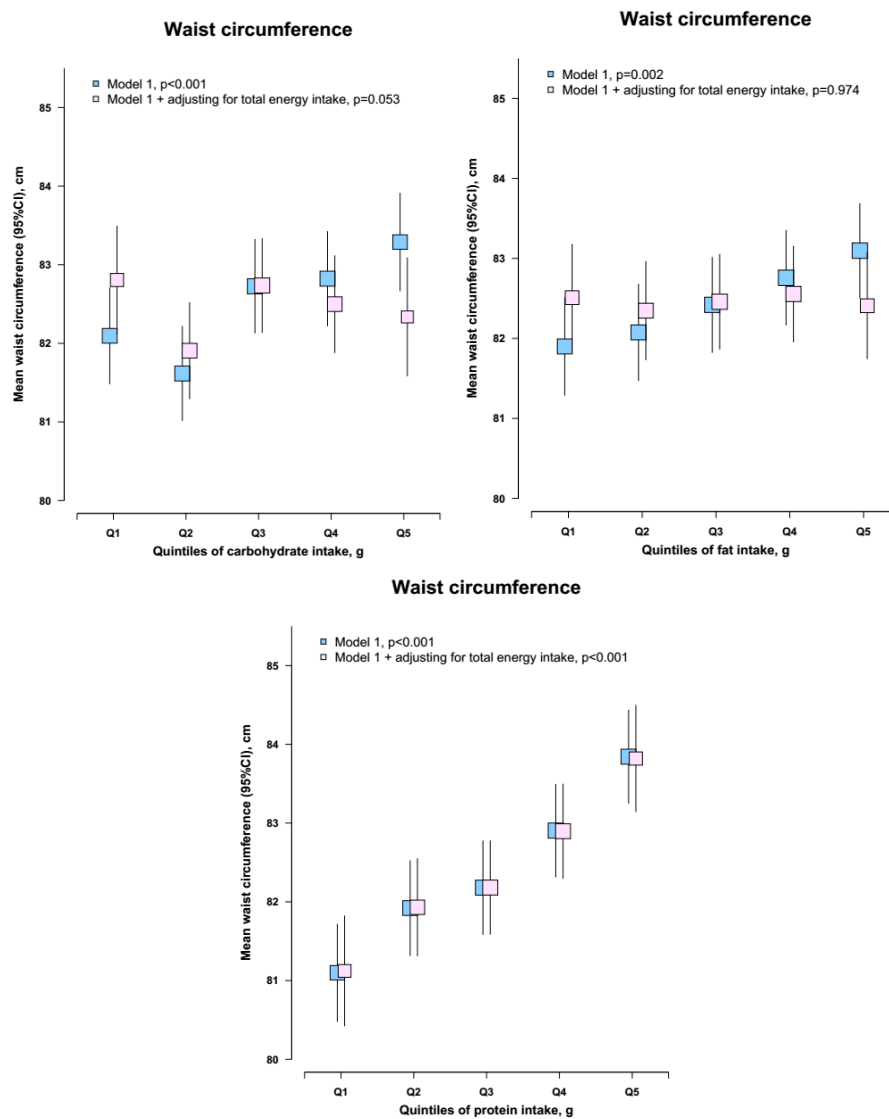 Waist circumference
Model 1, p<0.001
Model 1 + adjusting for total energy intake, p=0.053
Mean waist circumference (95%CI), cm
85
84
83
82
81
80
Q1 Q2 Q3 Q4 Q5
Quintiles of carbohydrate intake, g
Waist circumference
Model 1, p=0.002
Model 1 + adjusting for total energy intake, p=0.974
Mean waist circumference (95%CI), cm
85
84
83
82
81
80
Q1 Q2 Q3 Q4 Q5
Quintiles of fat intake, g
Waist circumference
Model 1, p<0.001
Model 1 + adjusting for total energy intake, p<0.001
Mean waist circumference (95%CI), cm
85
84
83
82
81
80
Q1 Q2 Q3 Q4 Q5
Quintiles of protein intake, g